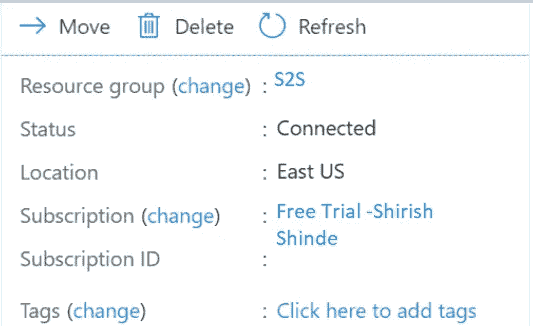 Move Delete Refresh
Resource group (change) : S2S
Status : Connected
Location : East US
Subscription (change) : Free Trial -Shirish
Shinde
Subscription ID :
Tags (change) : Click here to add tags